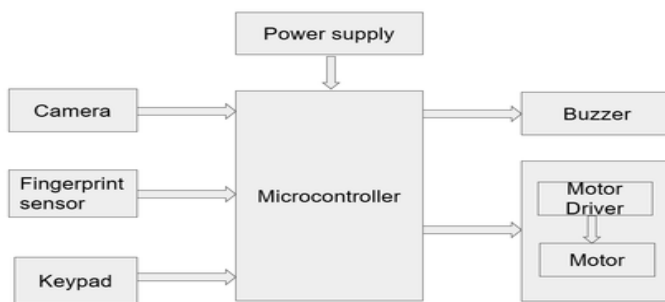 Power supply
Camera
Buzzer
Fingerprint
sensor
Microcontroller
Motor
Driver
Keypad
Motor